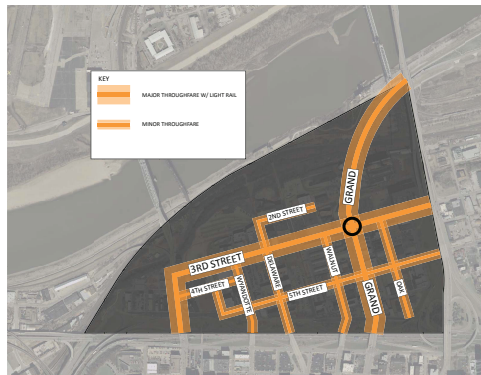 KEY
MAJOR THROUGHFARE W/ LIGHT RAIL
MINOR THROUGHFARE
GRAND
2ND STREET
3RD STREET
WALNUT
DELAWARE
4TH STREET
WYANDOTTE
5TH STREET
GRAND
OAK